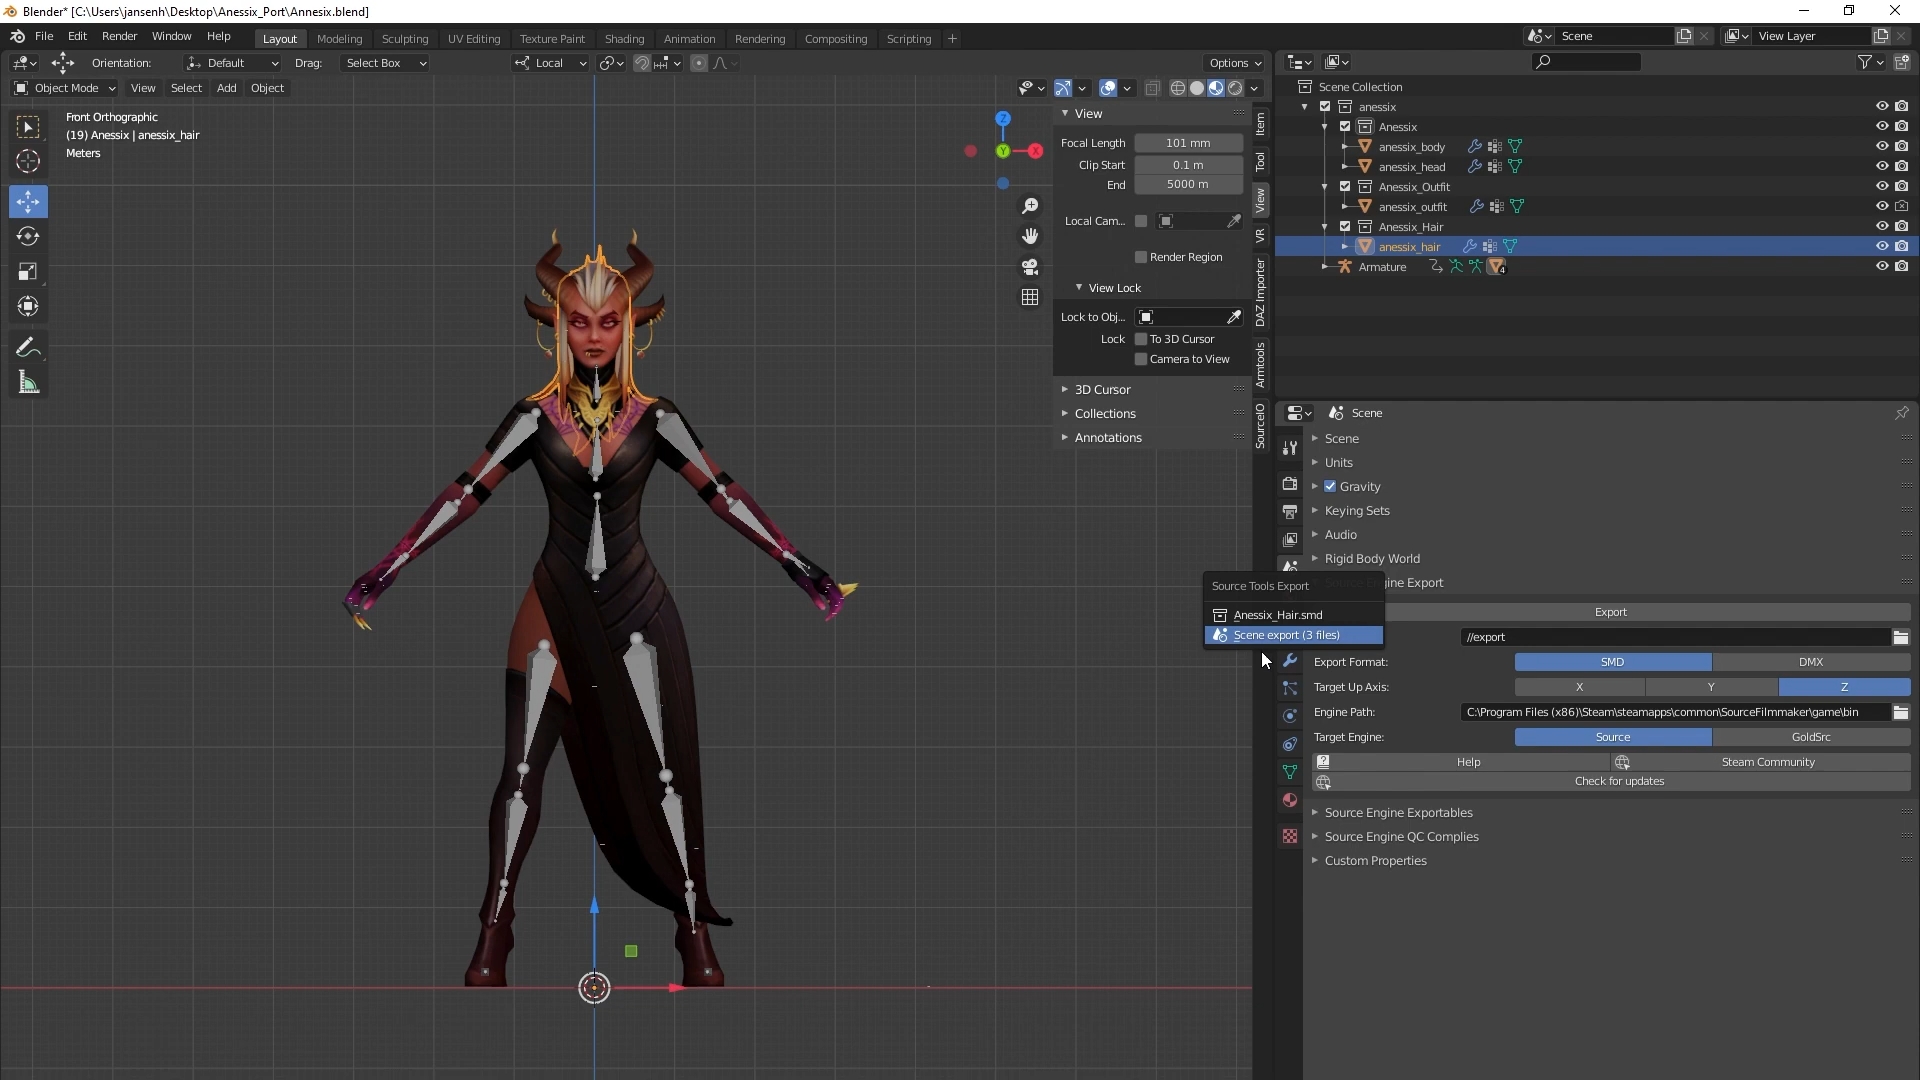 Blender* [C:\Users\jansenh\Desktop\Anessix_Port\Annesix.blend]
File Edit Render Window Help Layout Modeling Sculpting UV Editing Texture Paint Shading Animation Rendering Compositing Scripting + Scene View Layer
Orientation: Default Drag: Select Box Local Options
Object Mode View Select Add Object
Front Orthographic
(19) Anessix | anessix_hair
Meters
Z
Y
X
View
Focal Length 101 mm
Clip Start 0.1 m
End 5000 m
Local Cam...
Render Region
View Lock
Lock to Obj...
Lock To 3D Cursor
Camera to View
3D Cursor
Collections
Annotations
Item
Tool
View
VR
DAZ Importer
Armtools
SourceIO
Scene Collection
anessix
Anessix
anessix_body
anessix_head
Anessix_Outfit
anessix_outfit
Anessix_Hair
anessix_hair
Armature 4
Scene
Scene
Units
Gravity
Keying Sets
Audio
Rigid Body World
gine Export
Source Tools Export
Anessix_Hair.smd
Scene export (3 files)
Export
//export
Export Format: SMD DMX
Target Up Axis: X Y Z
Engine Path: C:\Program Files (x86)\Steam\steamapps\common\SourceFilmmaker\game\bin
Target Engine: Source GoldSrc
Help Steam Community
Check for updates
Source Engine Exportables
Source Engine QC Complies
Custom Properties